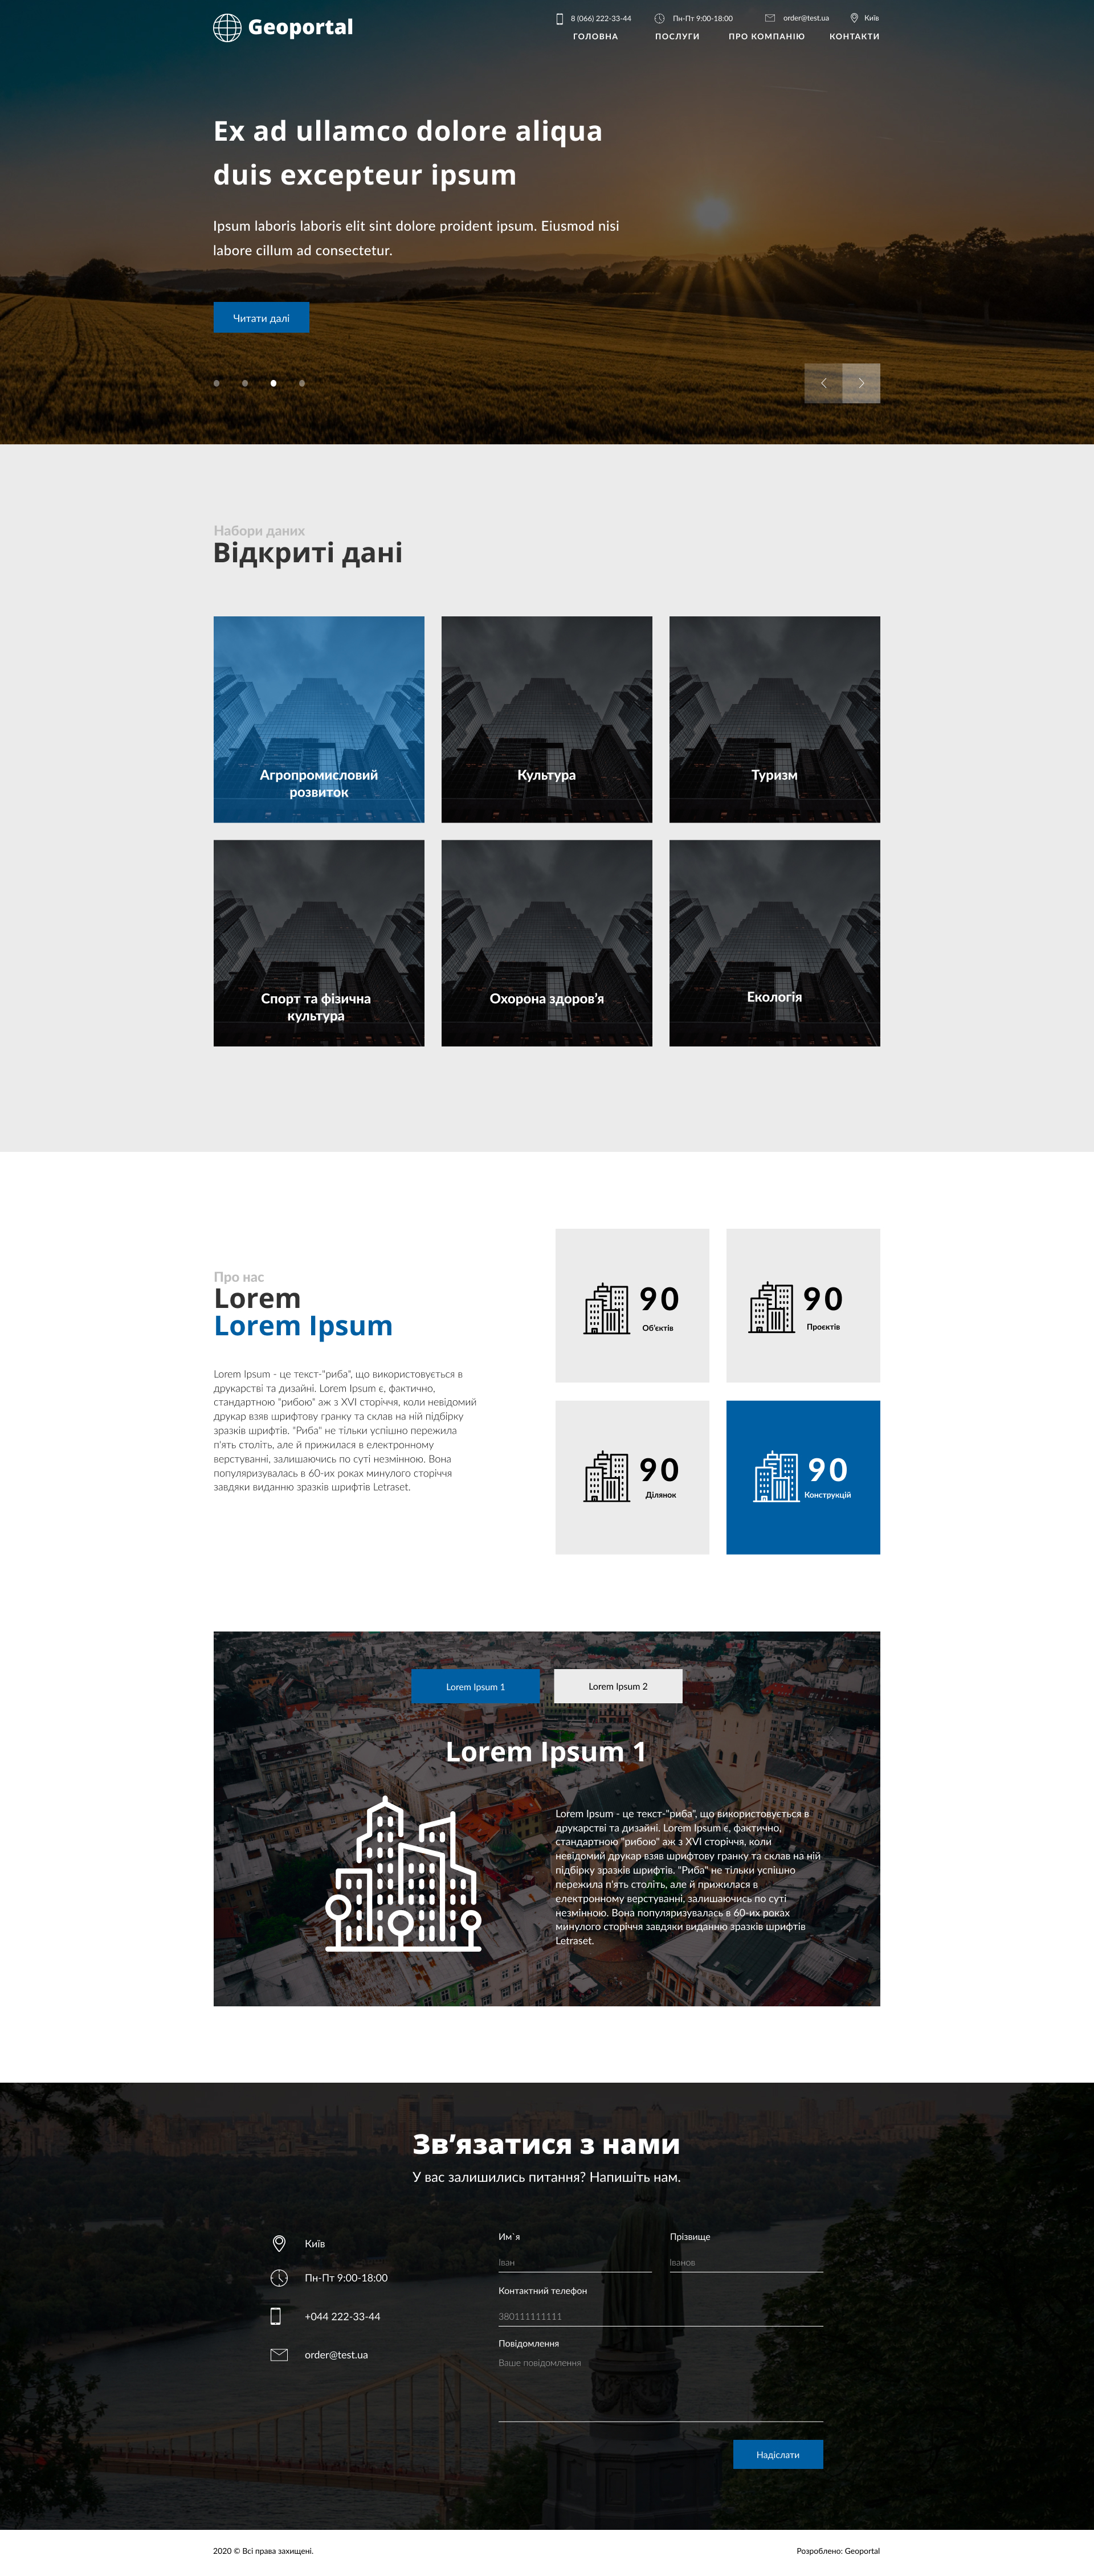 Geoportal
8 (066) 222-33-44
Пн-Пт 9:00-18:00
order@test.ua
Київ
ГОЛОВНА
ПОСЛУГИ
ПРО КОМПАНІЮ
КОНТАКТИ
Ex ad ullamco dolore aliqua
duis excepteur ipsum
Ipsum laboris laboris elit sint dolore proident ipsum. Eiusmod nisi
labore cillum ad consectetur.
Читати далі
Набори даних
Відкриті дані
Агропромисловий
розвиток
Культура
Туризм
Спорт та фізична
культура
Охорона здоров’я
Екологія
Про нас
Lorem
Lorem Ipsum
Lorem Ipsum - це текст-"риба", що використовується в
друкарстві та дизайні. Lorem Ipsum є, фактично,
стандартною "рибою" аж з XVI сторіччя, коли невідомий
друкар взяв шрифтову гранку та склав на ній підбірку
зразків шрифтів. "Риба" не тільки успішно пережила
п'ять століть, але й прижилася в електронному
верстуванні, залишаючись по суті незмінною. Вона
популяризувалась в 60-их роках минулого сторіччя
завдяки виданню зразків шрифтів Letraset.
90
Об’єктів
90
Проєктів
90
Ділянок
90
Конструкцій
Lorem Ipsum 1
Lorem Ipsum 2
Lorem Ipsum 1
Lorem Ipsum - це текст-"риба", що використовується в
друкарстві та дизайні. Lorem Ipsum є, фактично,
стандартною "рибою" аж з XVI сторіччя, коли
невідомий друкар взяв шрифтову гранку та склав на ній
підбірку зразків шрифтів. "Риба" не тільки успішно
пережила п'ять століть, але й прижилася в
електронному верстуванні, залишаючись по суті
незмінною. Вона популяризувалась в 60-их роках
минулого сторіччя завдяки виданню зразків шрифтів
Letraset.
Зв’язатися з нами
У вас залишились питання? Напишіть нам.
Київ
Пн-Пт 9:00-18:00
+044 222-33-44
order@test.ua
Им`я
Прізвище
Іван
Іванов
Контактний телефон
380111111111
Повідомлення
Ваше повідомлення
Надіслати
2020 © Всі права захищені.
Розроблено: Geoportal